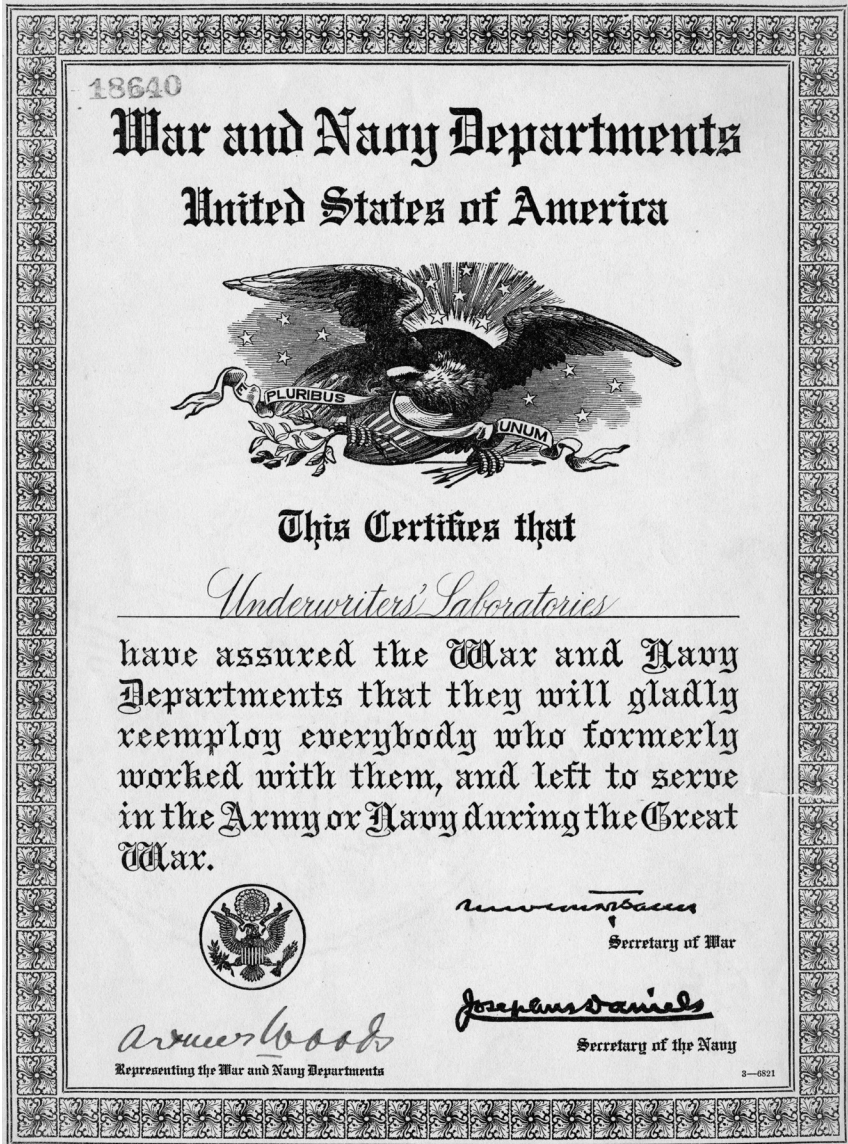 18640
War and Navy Departments
United States of America
E PLURIBUS UNUM
This Certifies that
Underwriters' Laboratories
have assured the War and Navy
Departments that they will gladly
reemploy everybody who formerly
worked with them, and left to serve
in the Army or Navy during the Great
War.
Secretary of War
Josephus Daniels
Secretary of the Navy
Woods
Representing the War and Navy Departments
3—6821